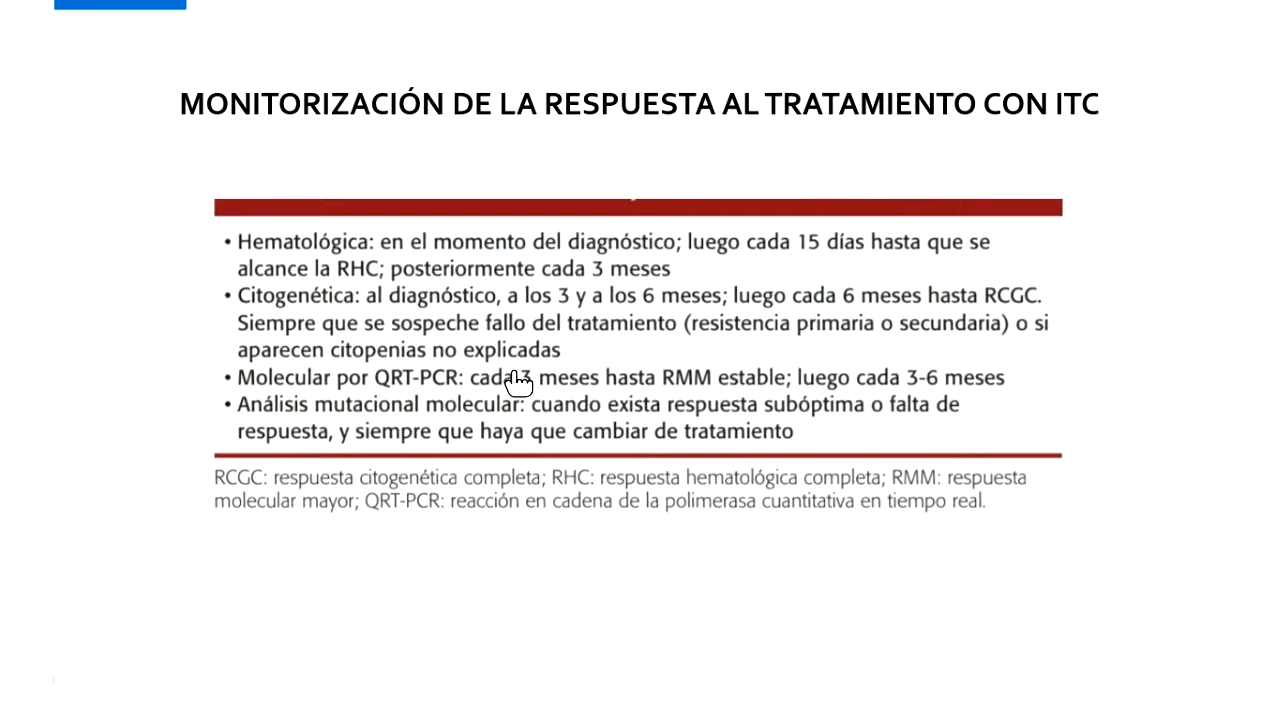 MONITORIZACIÓN DE LA RESPUESTA AL TRATAMIENTO CON ITC
• Hematológica: en el momento del diagnóstico; luego cada 15 días hasta que se
alcance la RHC; posteriormente cada 3 meses
• Citogenética: al diagnóstico, a los 3 y a los 6 meses; luego cada 6 meses hasta RCGC.
Siempre que se sospeche fallo del tratamiento (resistencia primaria o secundaria) o si
aparecen citopenias no explicadas
• Molecular por QRT-PCR: cada 3 meses hasta RMM estable; luego cada 3-6 meses
• Análisis mutacional molecular: cuando exista respuesta subóptima o falta de
respuesta, y siempre que haya que cambiar de tratamiento
RCGC: respuesta citogenética completa; RHC: respuesta hematológica completa; RMM: respuesta
molecular mayor; QRT-PCR: reacción en cadena de la polimerasa cuantitativa en tiempo real.